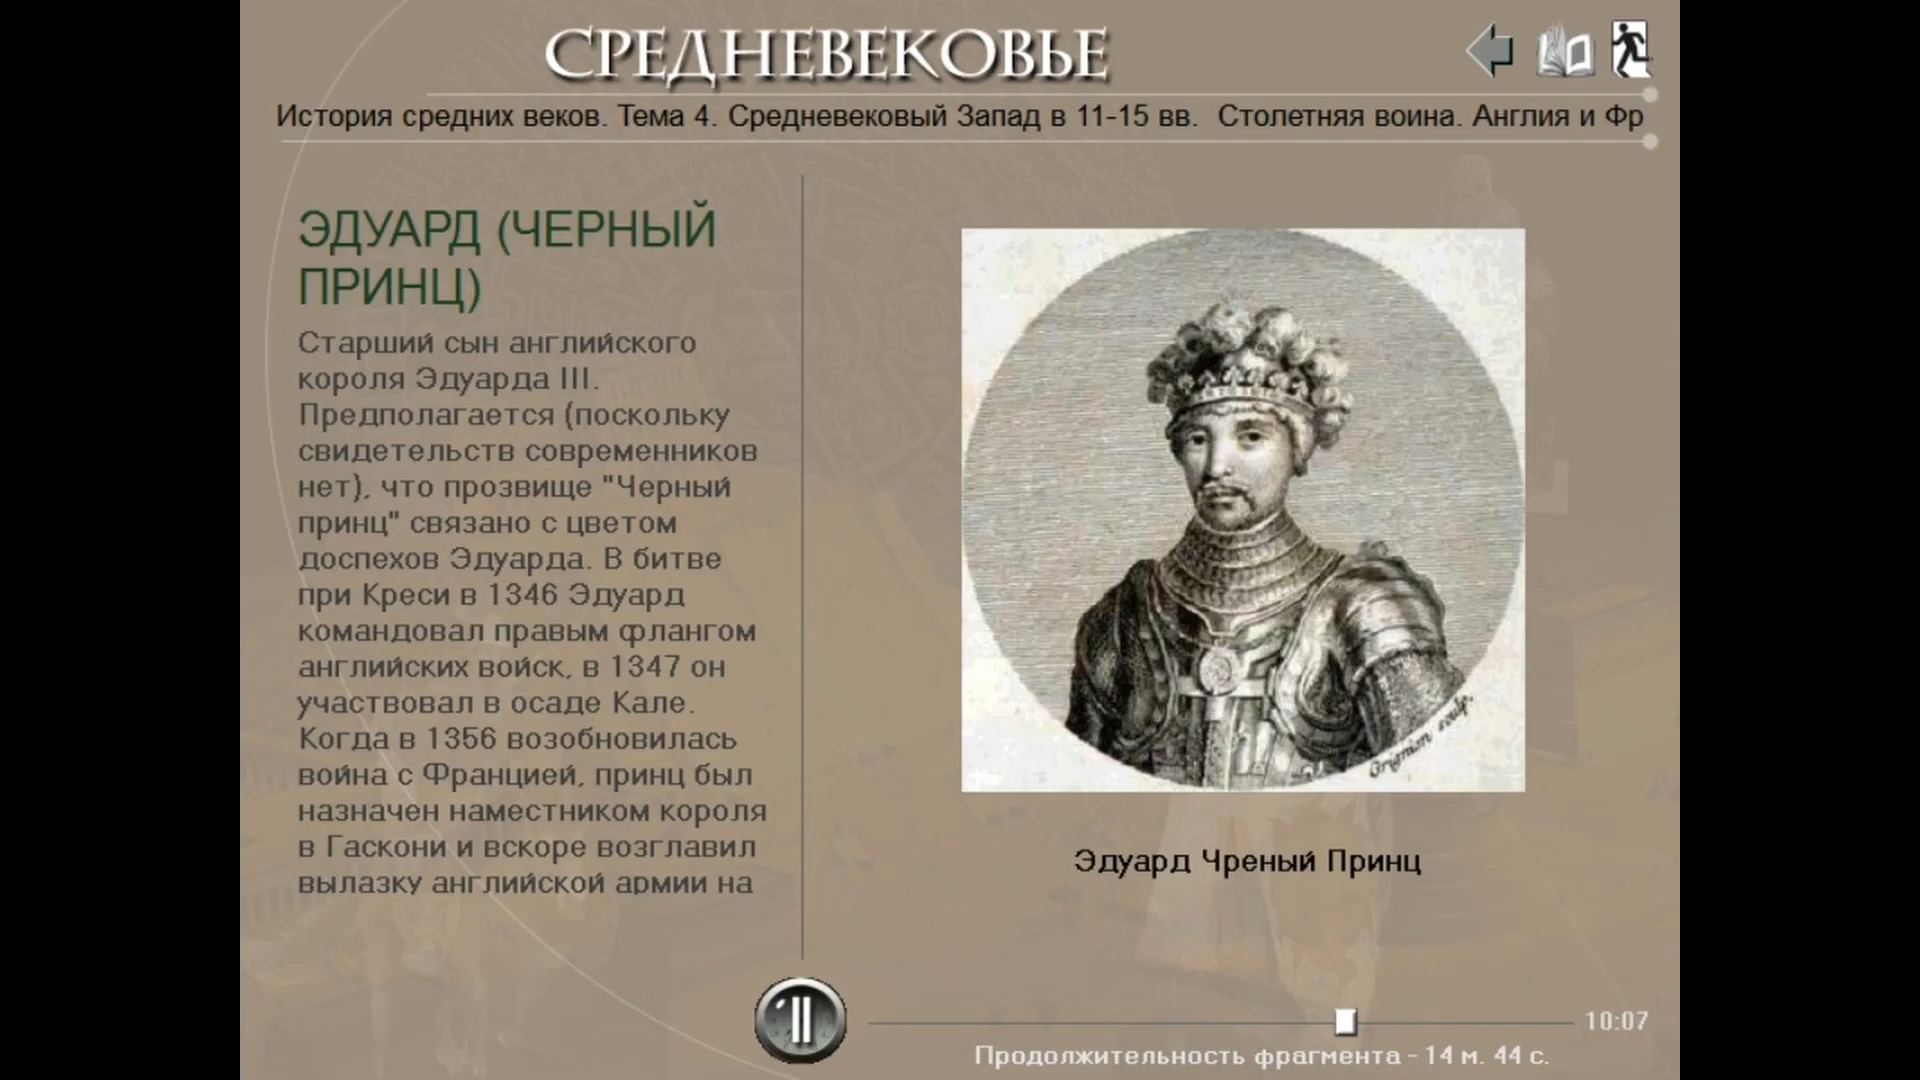 СРЕДНЕВЕКОВЬЕ
История средних веков. Тема 4. Средневековый Запад в 11-15 вв. Столетняя воина. Англия и Фр
ЭДУАРД (ЧЕРНЫЙ
ПРИНЦ)
Старший сын английского
короля Эдуарда III.
Предполагается (поскольку
свидетельств современников
нет), что прозвище "Черный
принц" связано с цветом
доспехов Эдуарда. В битве
при Креси в 1346 Эдуард
командовал правым флангом
английских войск, в 1347 он
участвовал в осаде Кале.
Когда в 1356 возобновилась
война с Францией, принц был
назначен наместником короля
в Гаскони и вскоре возглавил
вылазку английской армии на
Grignion sculp.
Эдуард Чреный Принц
10:07
Продолжительность фрагмента - 14 м. 44 с.